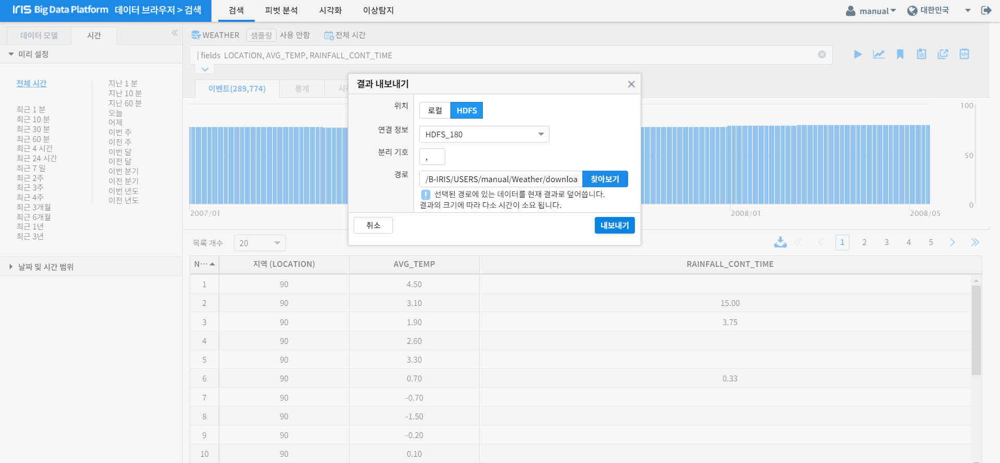 IRIS Big Data Platform 데이터 브라우저 > 검색
검색 피벗 분석 시각화 이상탐지
manual 대한민국
데이터 모델 시간
미리 설정
전체 시간
최근 1 분
최근 10 분
최근 30 분
최근 60 분
최근 4 시간
최근 24 시간
최근 7 일
최근 2주
최근 3주
최근 4주
최근 3개월
최근 6개월
최근 1년
최근 3년
지난 1 분
지난 10 분
지난 60 분
오늘
어제
이번 주
이전 주
이번 달
이전 달
이번 분기
이전 분기
이번 년도
이전 년도
날짜 및 시간 범위
WEATHER 샘플링 사용 안함 전체 시간
| fields LOCATION, AVG_TEMP, RAINFALL_CONT_TIME
이벤트(289,774) 통계
100
50
0
2007/01 2008/01 2008/05
결과 내보내기
위치 로컬 HDFS
연결 정보 HDFS_180
분리 기호 ,
경로 /B-IRIS/USERS/manual/Weather/downloa 찾아보기
선택된 경로에 있는 데이터를 현재 결과로 덮어씁니다.
결과의 크기에 따라 다소 시간이 소요 됩니다.
취소 내보내기
목록 개수 20 1 2 3 4 5
N… 지역 (LOCATION) AVG_TEMP RAINFALL_CONT_TIME
1 90 4.50
2 90 3.10 15.00
3 90 1.90 3.75
4 90 2.60
5 90 3.30
6 90 0.70 0.33
7 90 -0.70
8 90 -1.50
9 90 -0.20
10 90 0.10